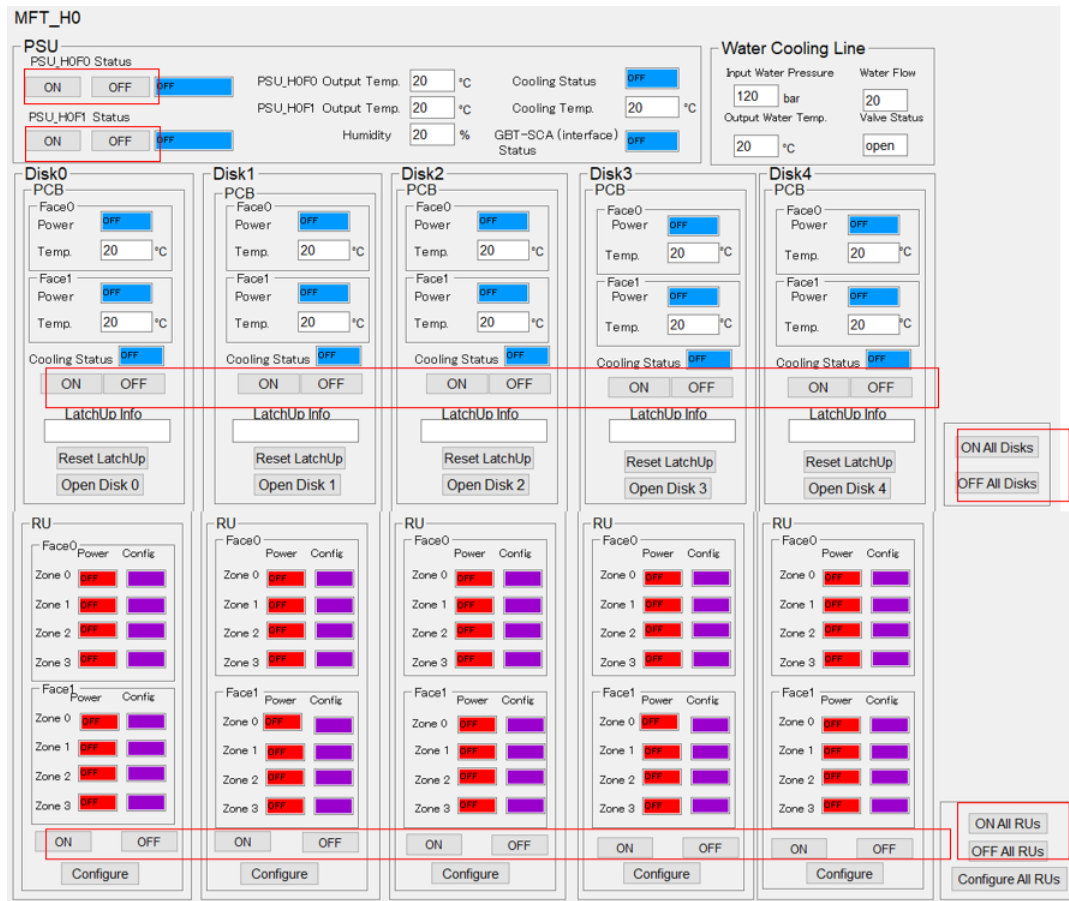 MFT_H0
PSU
PSU_H0F0 Status
ON OFF OFF
PSU_H0F1 Status
ON OFF OFF
PSU_H0F0 Output Temp. 20 °C
PSU_H0F1 Output Temp. 20 °C
Humidity 20 %
Cooling Status OFF
Cooling Temp. 20 °C
GBT-SCA (interface) Status OFF
Water Cooling Line
Input Water Pressure Water Flow
120 bar 20
Output Water Temp. Valve Status
20 °C open
Disk0 Disk1 Disk2 Disk3 Disk4
PCB PCB PCB PCB PCB
Face0 Face0 Face0 Face0 Face0
Power OFF Power OFF Power OFF Power OFF Power OFF
Temp. 20 °C Temp. 20 °C Temp. 20 °C Temp. 20 °C Temp. 20 °C
Face1 Face1 Face1 Face1 Face1
Power OFF Power OFF Power OFF Power OFF Power OFF
Temp. 20 °C Temp. 20 °C Temp. 20 °C Temp. 20 °C Temp. 20 °C
Cooling Status OFF Cooling Status OFF Cooling Status OFF Cooling Status OFF Cooling Status OFF
ON OFF ON OFF ON OFF ON OFF ON OFF
LatchUp Info LatchUp Info LatchUp Info LatchUp Info LatchUp Info
Reset LatchUp Reset LatchUp Reset LatchUp Reset LatchUp Reset LatchUp
Open Disk 0 Open Disk 1 Open Disk 2 Open Disk 3 Open Disk 4
ON All Disks
OFF All Disks
RU RU RU RU RU
Face0 Face0 Face0 Face0 Face0
Power Config Power Config Power Config Power Config Power Config
Zone 0 OFF Zone 0 OFF Zone 0 OFF Zone 0 OFF Zone 0 OFF
Zone 1 OFF Zone 1 OFF Zone 1 OFF Zone 1 OFF Zone 1 OFF
Zone 2 OFF Zone 2 OFF Zone 2 OFF Zone 2 OFF Zone 2 OFF
Zone 3 OFF Zone 3 OFF Zone 3 OFF Zone 3 OFF Zone 3 OFF
Face1 Face1 Face1 Face1 Face1
Power Config Power Config Power Config Power Config Power Config
Zone 0 OFF Zone 0 OFF Zone 0 OFF Zone 0 OFF Zone 0 OFF
Zone 1 OFF Zone 1 OFF Zone 1 OFF Zone 1 OFF Zone 1 OFF
Zone 2 OFF Zone 2 OFF Zone 2 OFF Zone 2 OFF Zone 2 OFF
Zone 3 OFF Zone 3 OFF Zone 3 OFF Zone 3 OFF Zone 3 OFF
ON OFF ON OFF ON OFF ON OFF ON OFF
Configure Configure Configure Configure Configure
ON All RUs
OFF All RUs
Configure All RUs